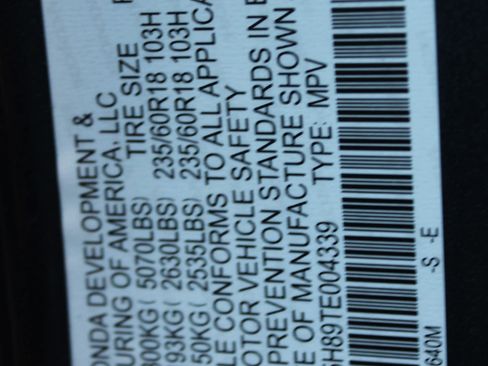 ONDA DEVELOPMENT &
URING OF AMERICA, LLC
TIRE SIZE
300KG( 5070LBS) 235/60R18 103H
93KG( 2630LBS) 235/60R18 103H
50KG( 2535LBS) 235/60R18 103H
LE CONFORMS TO ALL APPLICA
OTOR VEHICLE SAFETY
PREVENTION STANDARDS IN E
TE OF MANUFACTURE SHOWN
H89TE004339 TYPE: MPV
640M -S -E